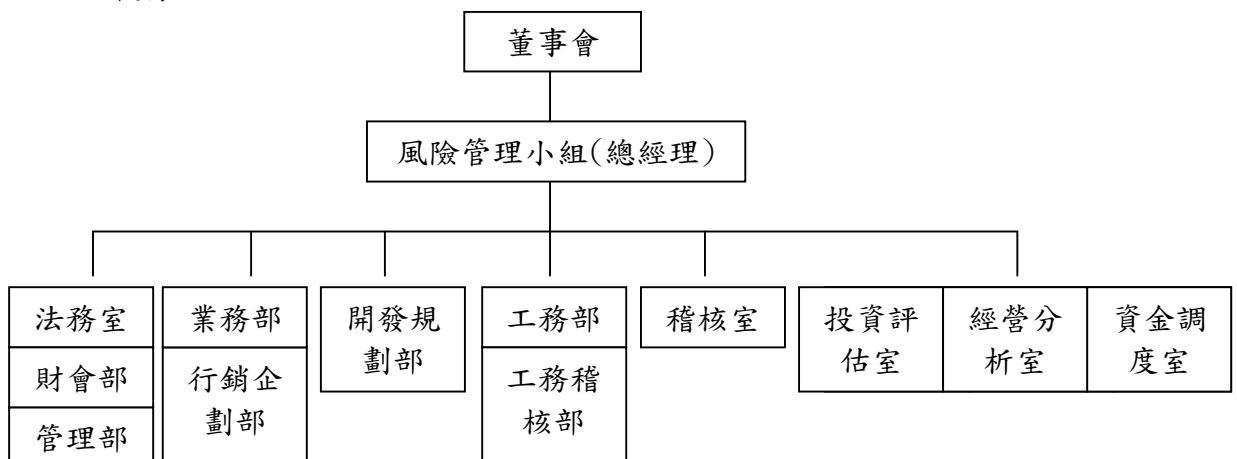 董事會
風險管理小組(總經理)
法務室
財會部
管理部
業務部
行銷企
劃部
開發規
劃部
工務部
工務稽
核部
稽核室
投資評
估室
經營分
析室
資金調
度室